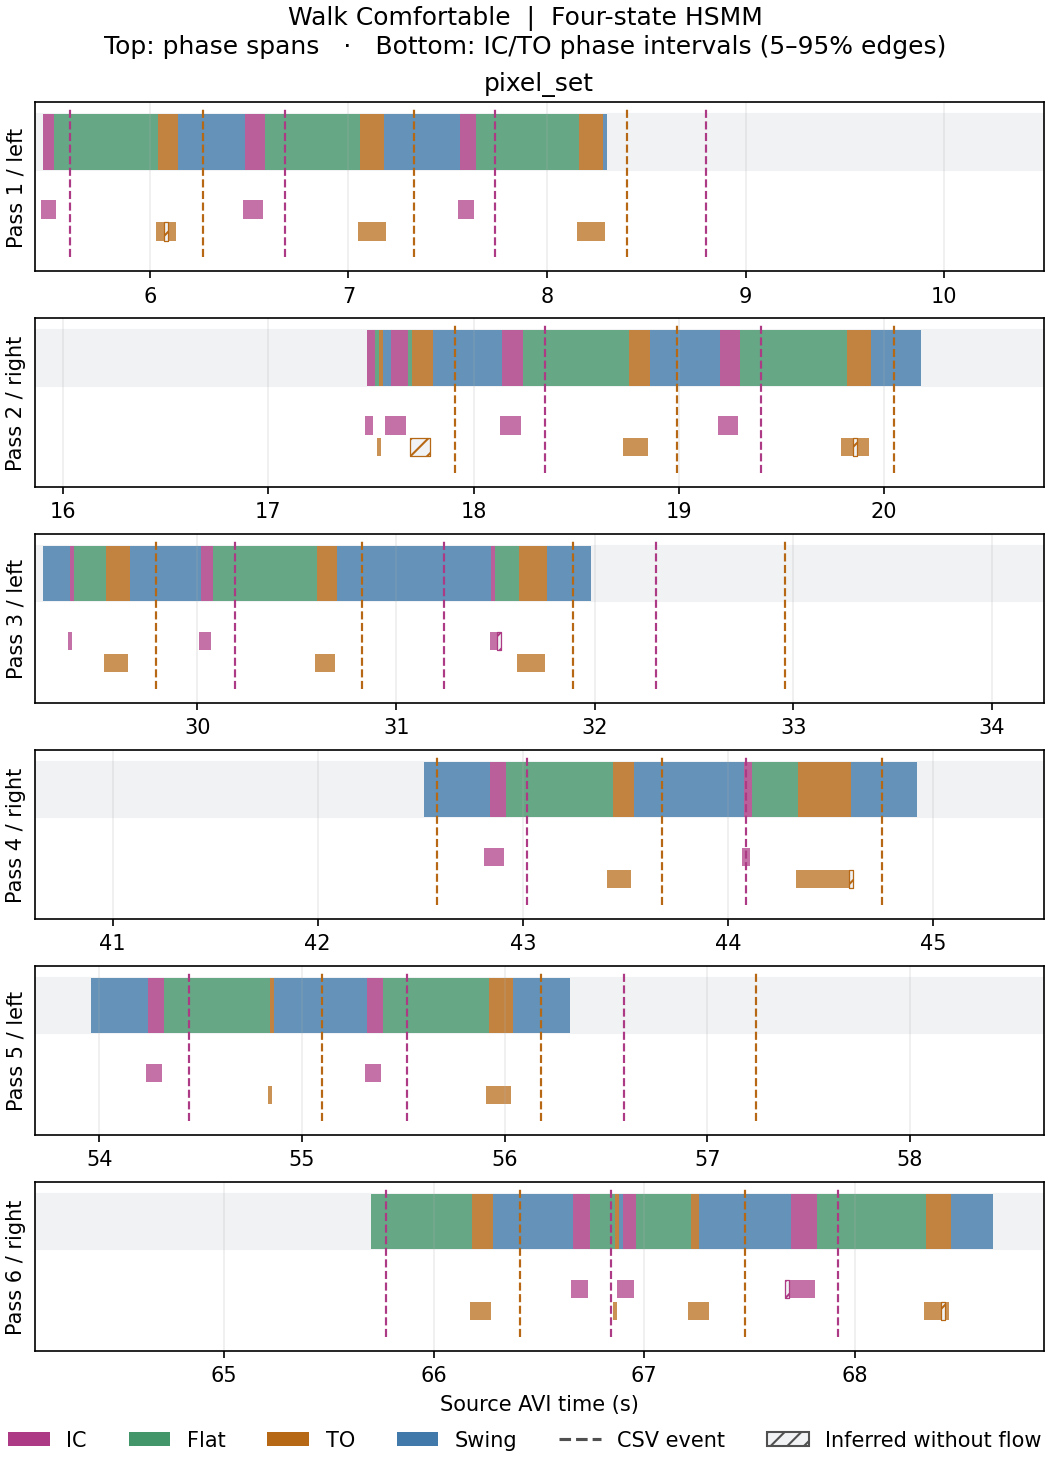 Walk Comfortable  |  Four-state HSMM
Top: phase spans   ·   Bottom: IC/TO phase intervals (5–95% edges)
pixel_set
Pass 1 / left
6 7 8 9 10
Pass 2 / right
16 17 18 19 20
Pass 3 / left
30 31 32 33 34
Pass 4 / right
41 42 43 44 45
Pass 5 / left
54 55 56 57 58
Pass 6 / right
65 66 67 68
Source AVI time (s)
IC Flat TO Swing CSV event Inferred without flow